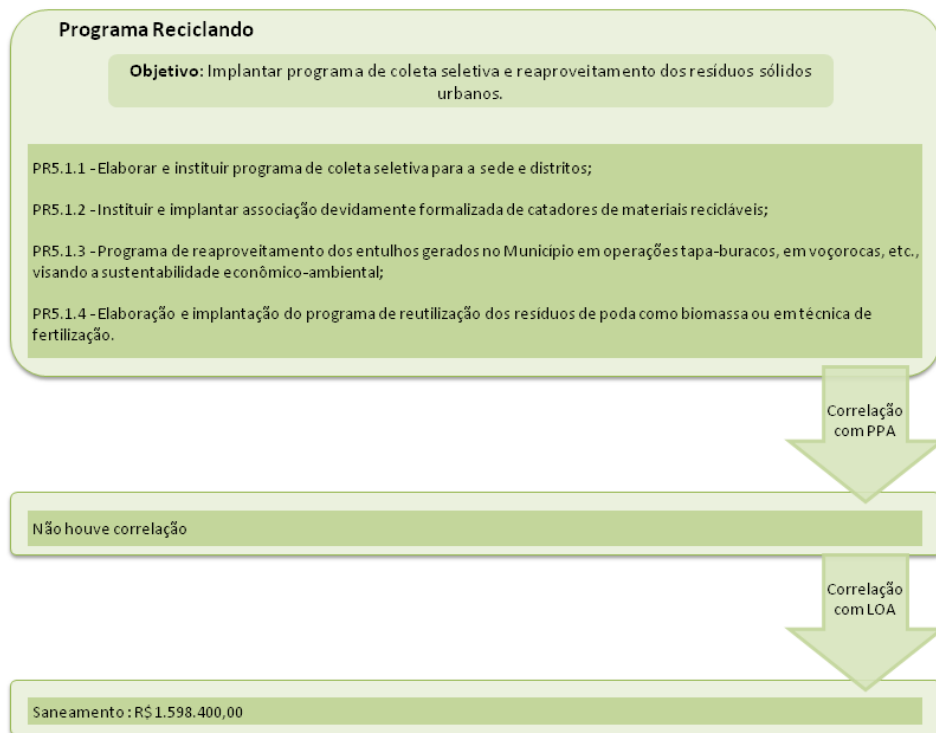 Programa Reciclando
Objetivo: Implantar programa de coleta seletiva e reaproveitamento dos resíduos sólidos
urbanos.
PR5.1.1 - Elaborar e instituir programa de coleta seletiva para a sede e distritos;
PR5.1.2 - Instituir e implantar associação devidamente formalizada de catadores de materiais recicláveis;
PR5.1.3 - Programa de reaproveitamento dos entulhos gerados no Município em operações tapa-buracos, em voçorocas, etc.,
visando a sustentabilidade econômico-ambiental;
PR5.1.4 - Elaboração e implantação do programa de reutilização dos resíduos de poda como biomassa ou em técnica de
fertilização.
Correlação
com PPA
Não houve correlação
Correlação
com LOA
Saneamento : R$ 1.598.400,00